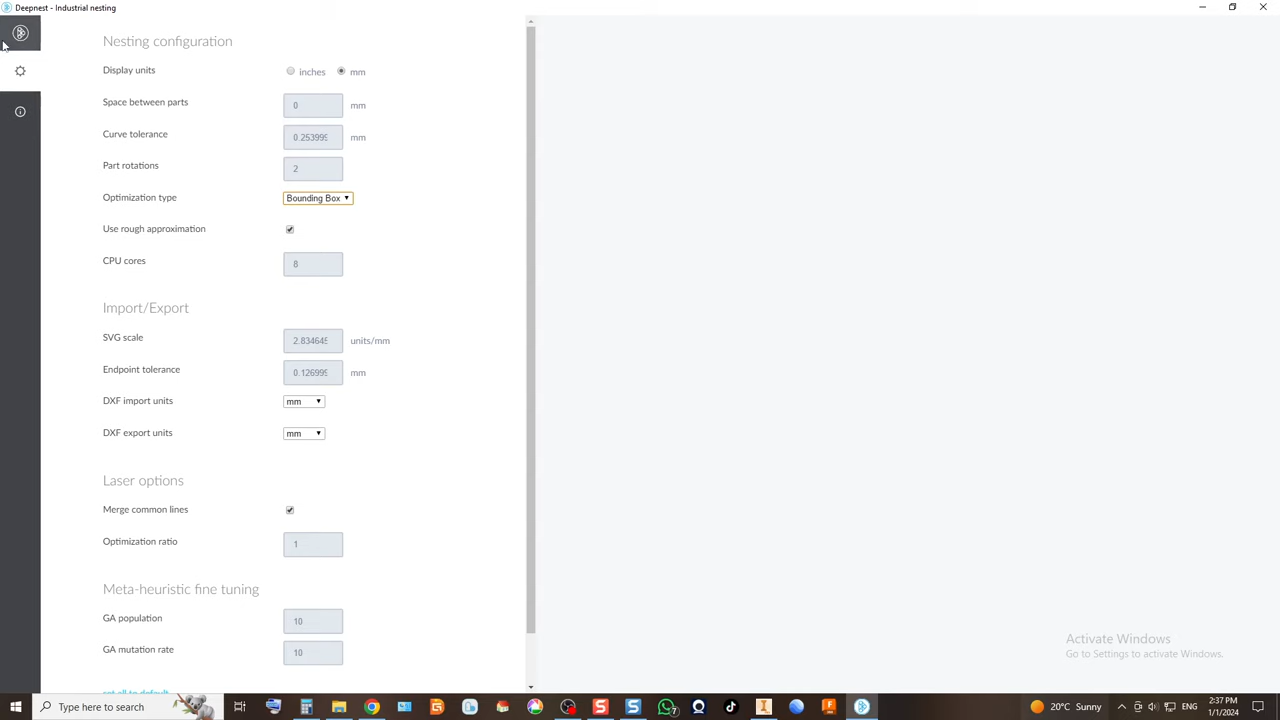 Deepnest - Industrial nesting
Nesting configuration
Display units
inches
mm
Space between parts
0
mm
Curve tolerance
0.253999
mm
Part rotations
2
Optimization type
Bounding Box
Use rough approximation
CPU cores
8
Import/Export
SVG scale
2.834645
units/mm
Endpoint tolerance
0.126999
mm
DXF import units
mm
DXF export units
mm
Laser options
Merge common lines
Optimization ratio
1
Meta-heuristic fine tuning
GA population
10
GA mutation rate
10
set all to default
Activate Windows
Go to Settings to activate Windows.
Type here to search
20°C Sunny
ENG
2:37 PM
1/1/2024